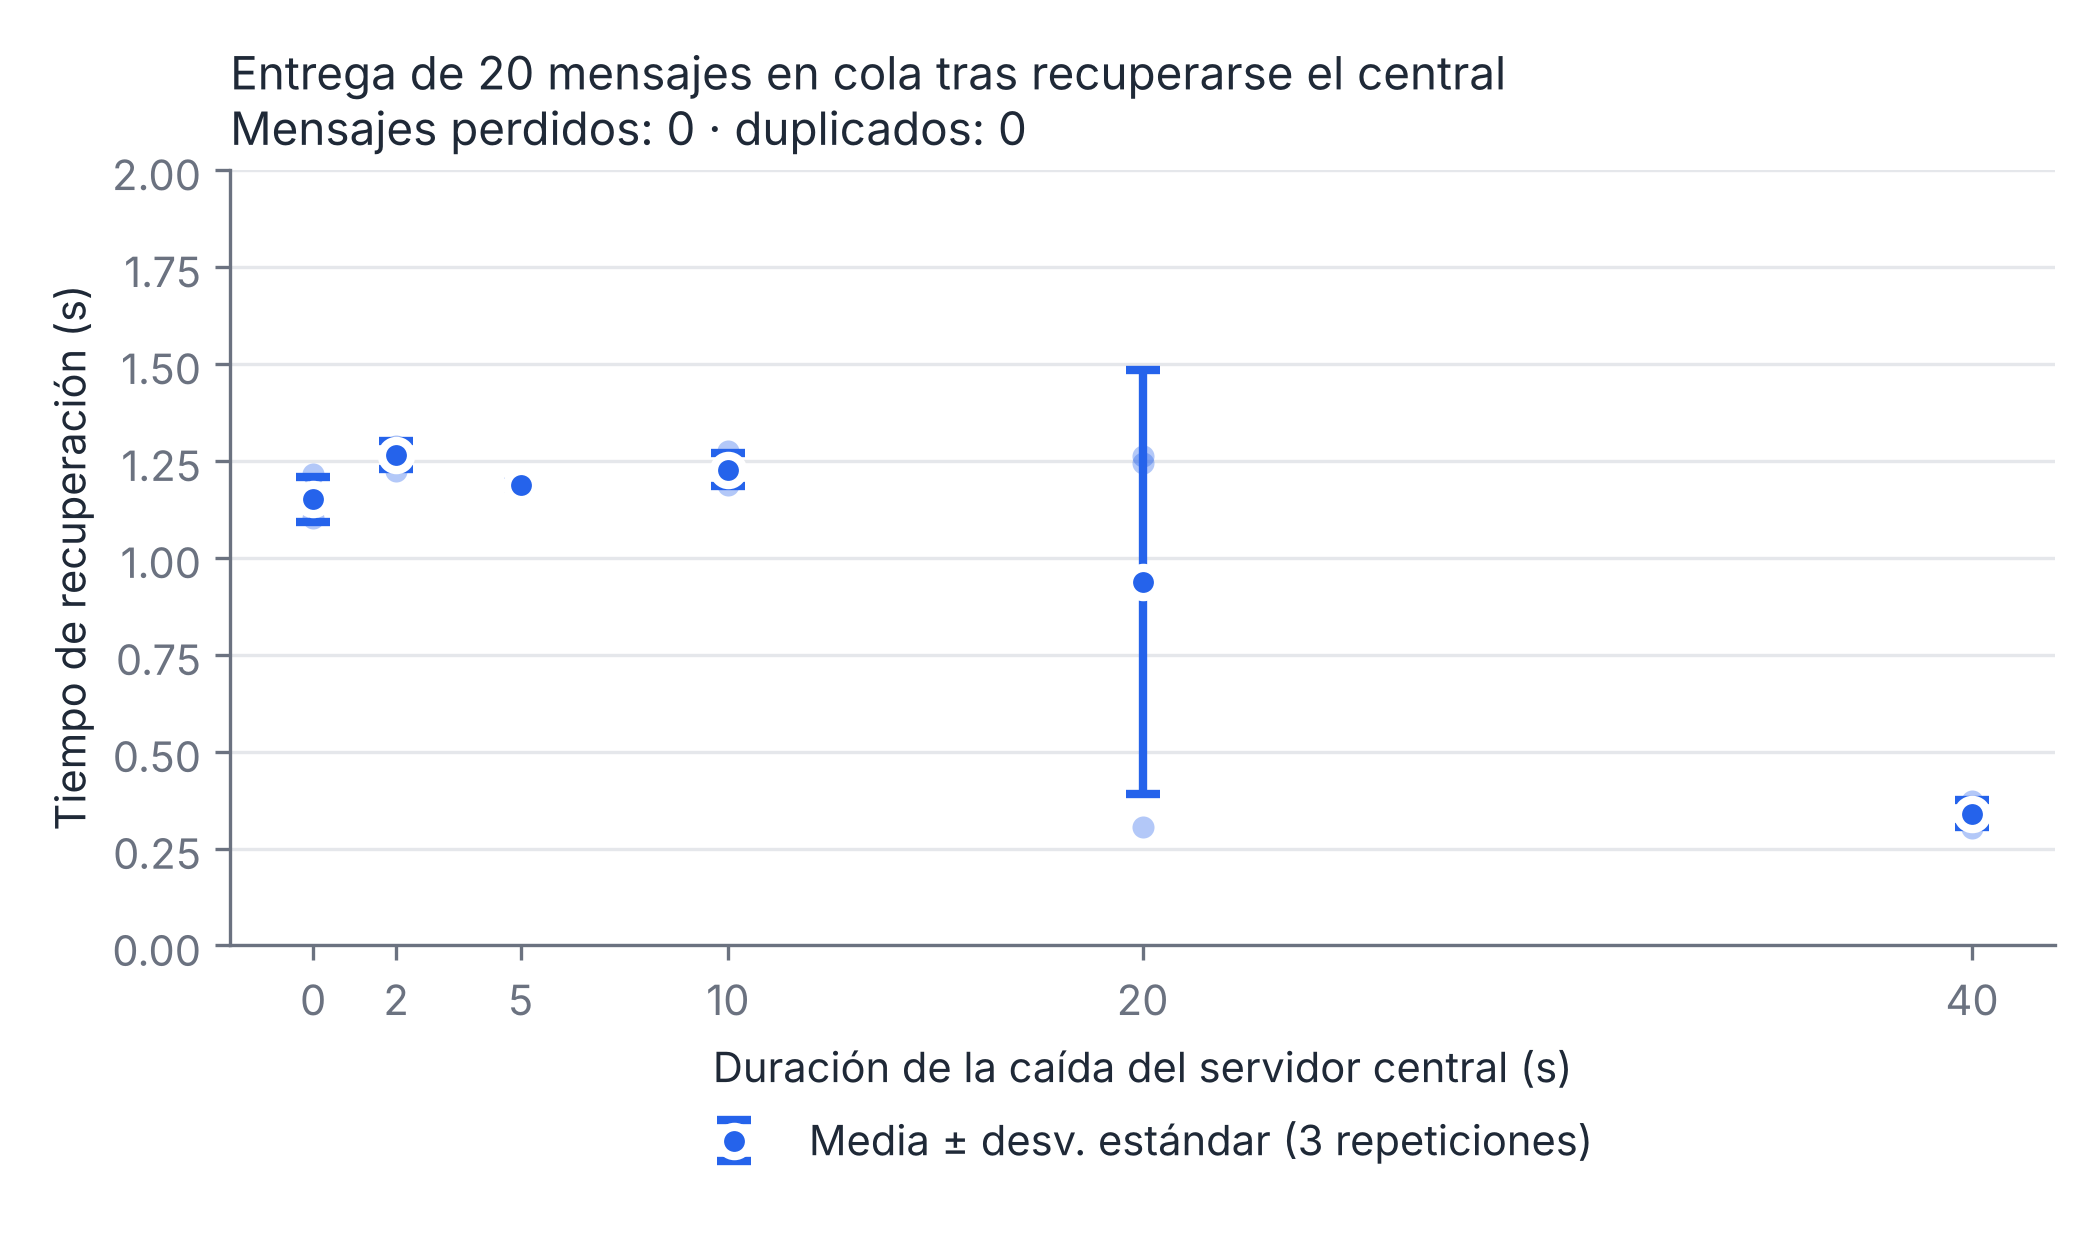 Entrega de 20 mensajes en cola tras recuperarse el central
Mensajes perdidos: 0 · duplicados: 0
Tiempo de recuperación (s)
2.00
1.75
1.50
1.25
1.00
0.75
0.50
0.25
0.00
0 2 5 10 20 40
Duración de la caída del servidor central (s)
Media ± desv. estándar (3 repeticiones)